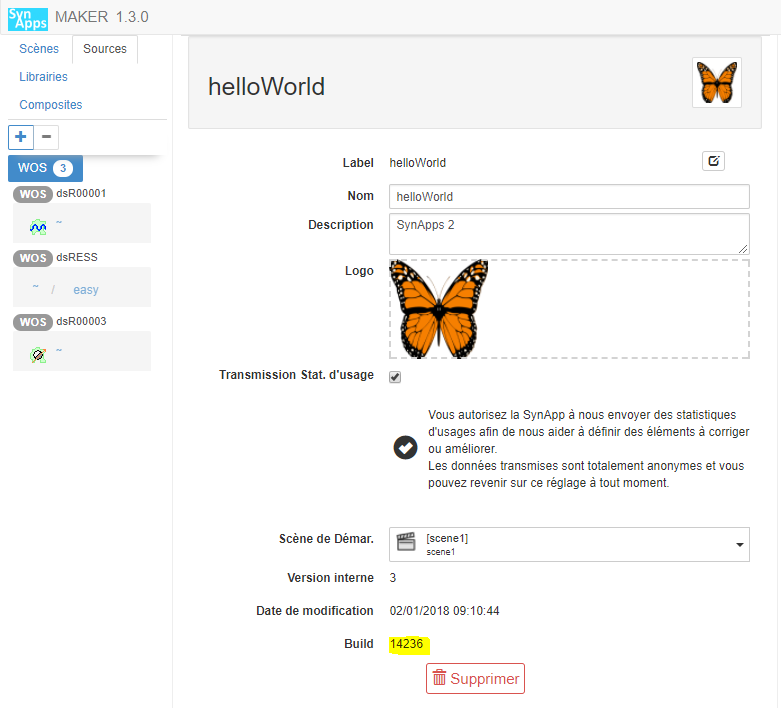 Syn
Apps
MAKER 1.3.0
Scènes
Sources
Librairies
Composites
WOS 3
WOS dsR00001
~
WOS dsRESS
~ / easy
WOS dsR00003
~
helloWorld
Label helloWorld
Nom helloWorld
Description SynApps 2
Logo
Transmission Stat. d'usage
Vous autorisez la SynApp à nous envoyer des statistiques
d'usages afin de nous aider à définir des éléments à corriger
ou améliorer.
Les données transmises sont totalement anonymes et vous
pouvez revenir sur ce réglage à tout moment.
Scène de Démar. [scene1]
scene1
Version interne 3
Date de modification 02/01/2018 09:10:44
Build 14236
Supprimer